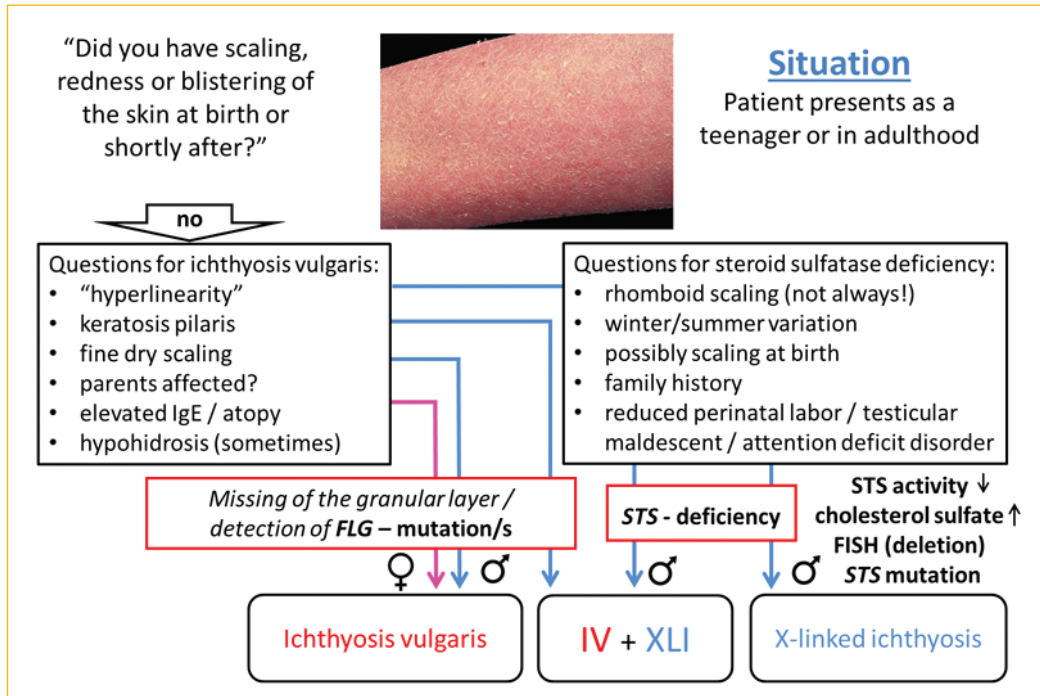 “Did you have scaling,
redness or blistering of
the skin at birth or
shortly after?”
Situation
Patient presents as a
teenager or in adulthood
no
Questions for ichthyosis vulgaris:
• “hyperlinearity”
• keratosis pilaris
• fine dry scaling
• parents affected?
• elevated IgE / atopy
• hypohidrosis (sometimes)
Questions for steroid sulfatase deficiency:
• rhomboid scaling (not always!)
• winter/summer variation
• possibly scaling at birth
• family history
• reduced perinatal labor / testicular
maldescent / attention deficit disorder
Missing of the granular layer /
detection of FLG – mutation/s
STS - deficiency
STS activity ↓
cholesterol sulfate ↑
FISH (deletion)
STS mutation
♀ ♂ ♂ ♂
Ichthyosis vulgaris
IV + XLI
X-linked ichthyosis